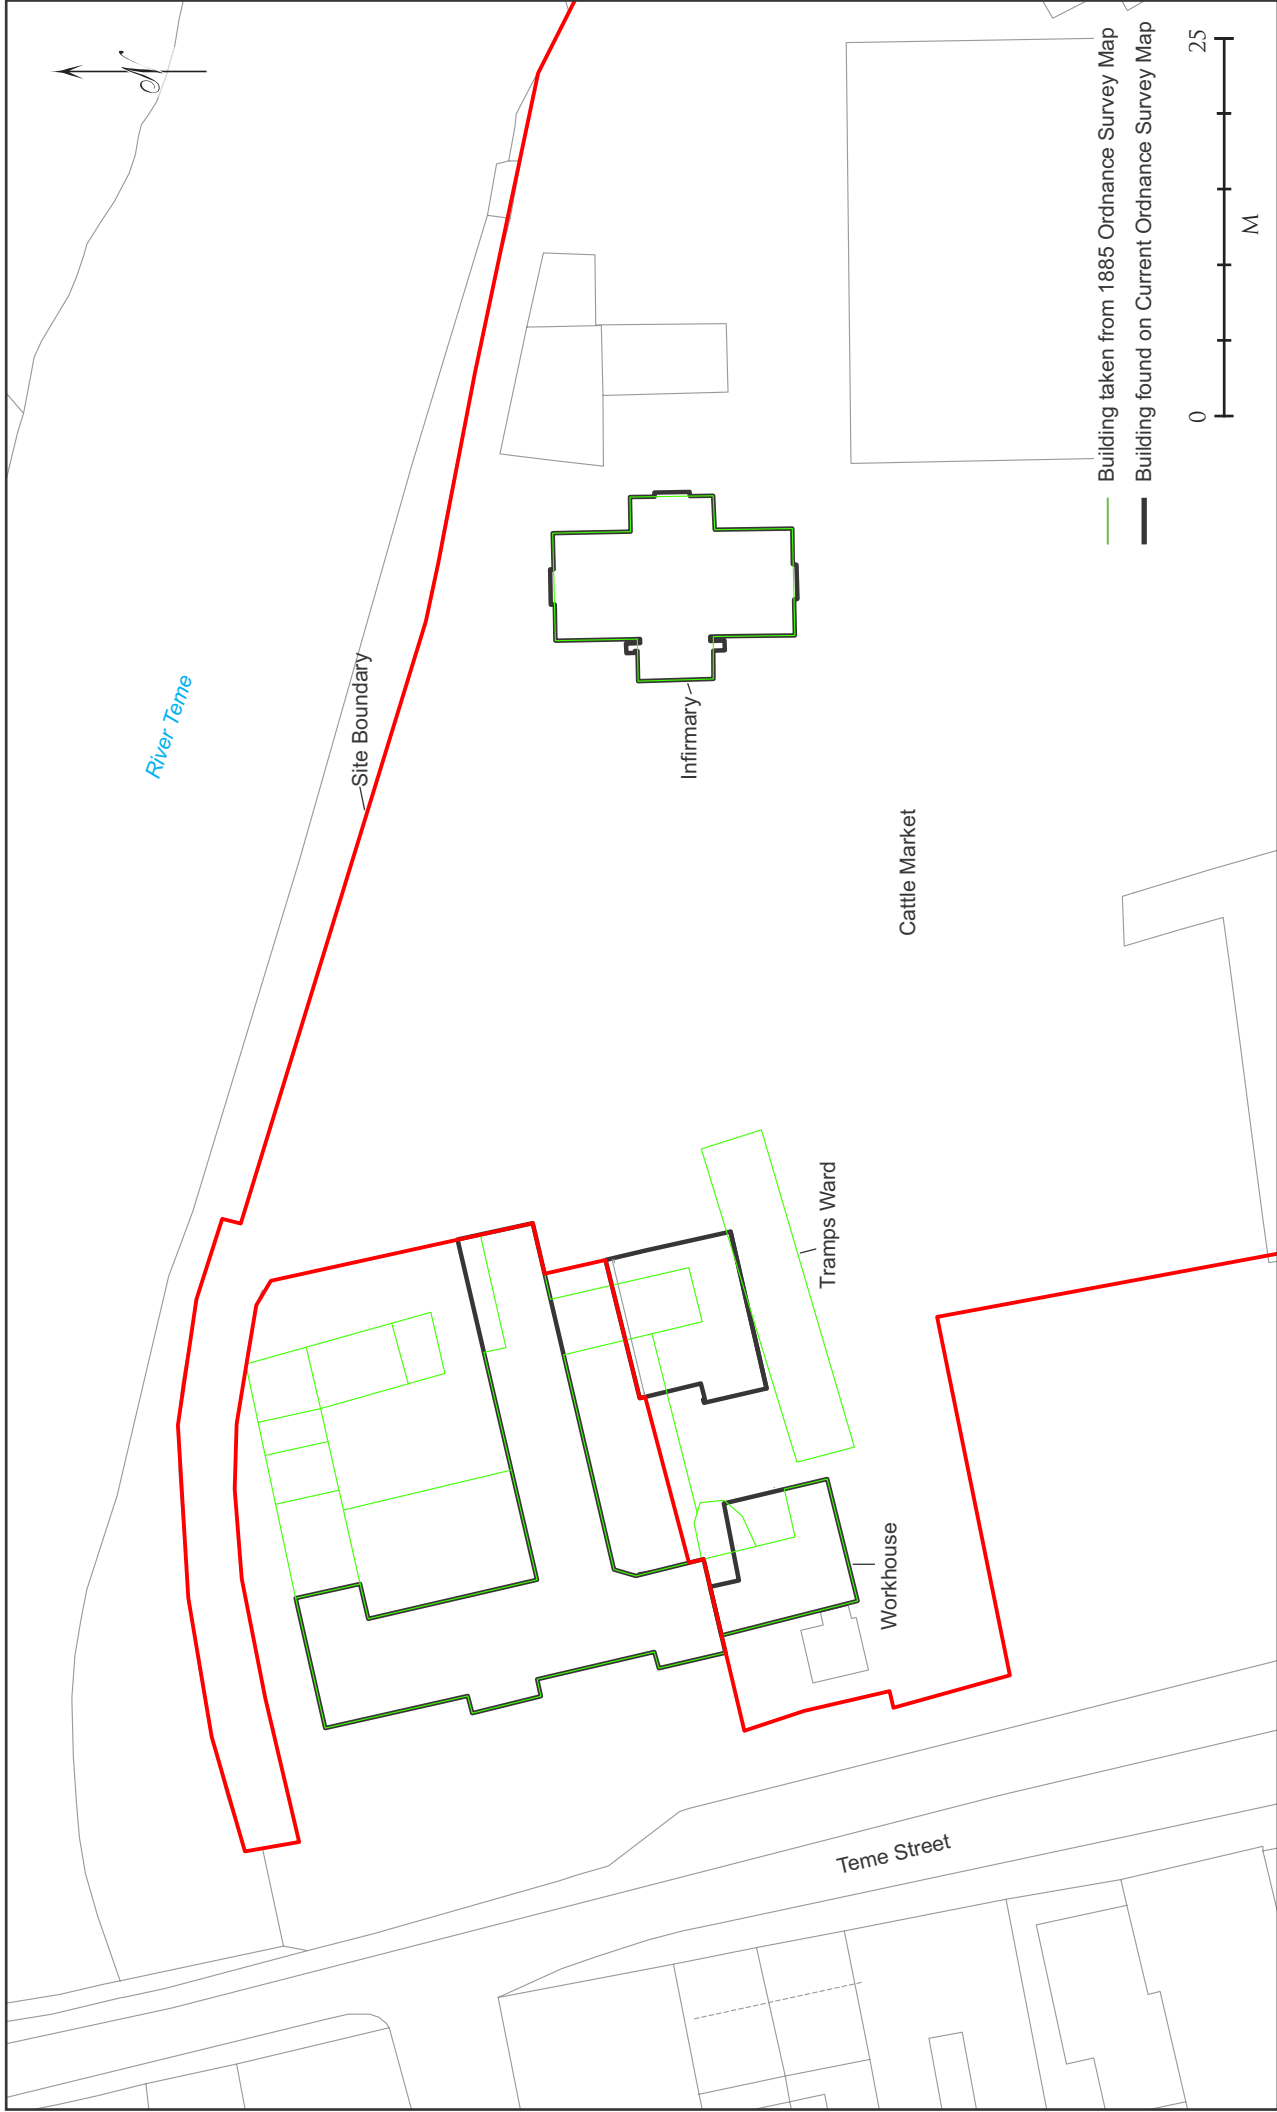 N
River Teme
Site Boundary
Infirmary
Cattle Market
Tramps Ward
Workhouse
Teme Street
Building taken from 1885 Ordnance Survey Map
Building found on Current Ordnance Survey Map
0 25
M